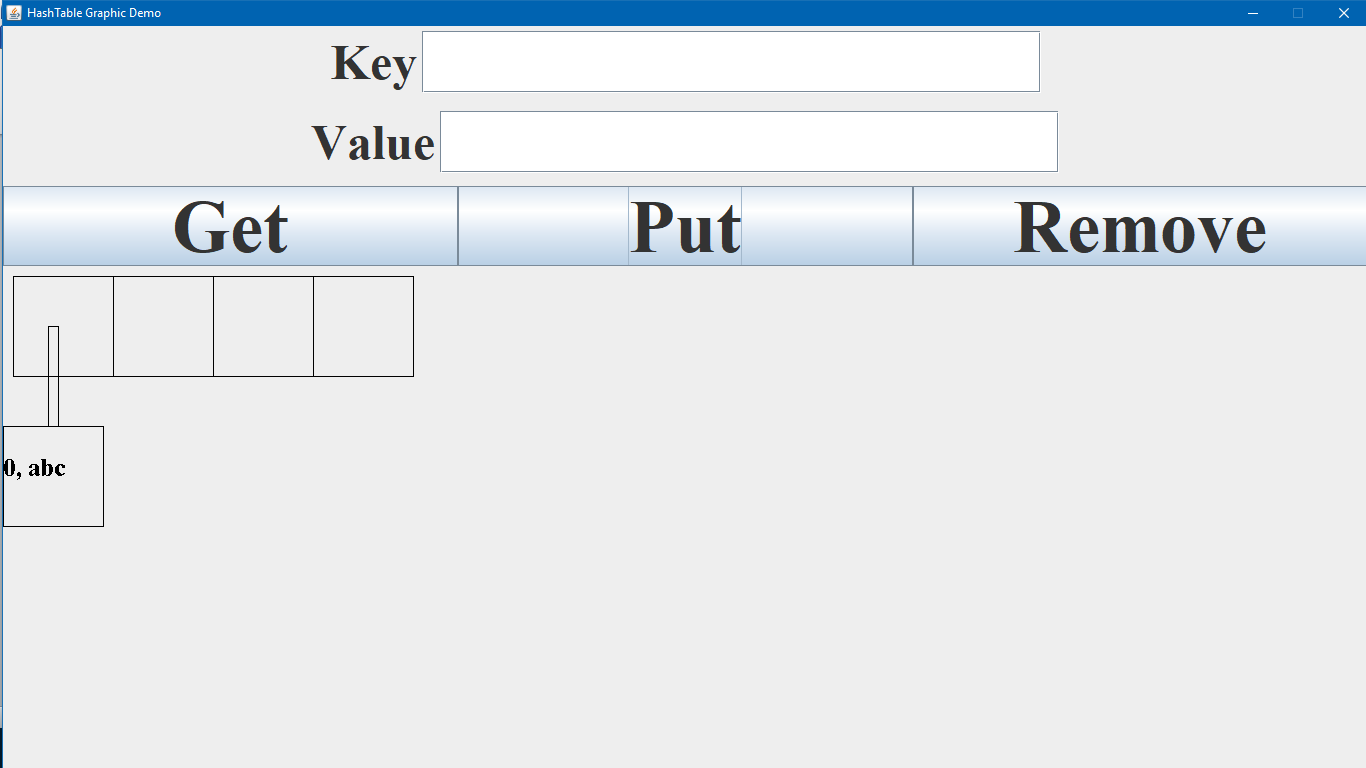 HashTable Graphic Demo
Key
Value
Get Put Remove
0, abc